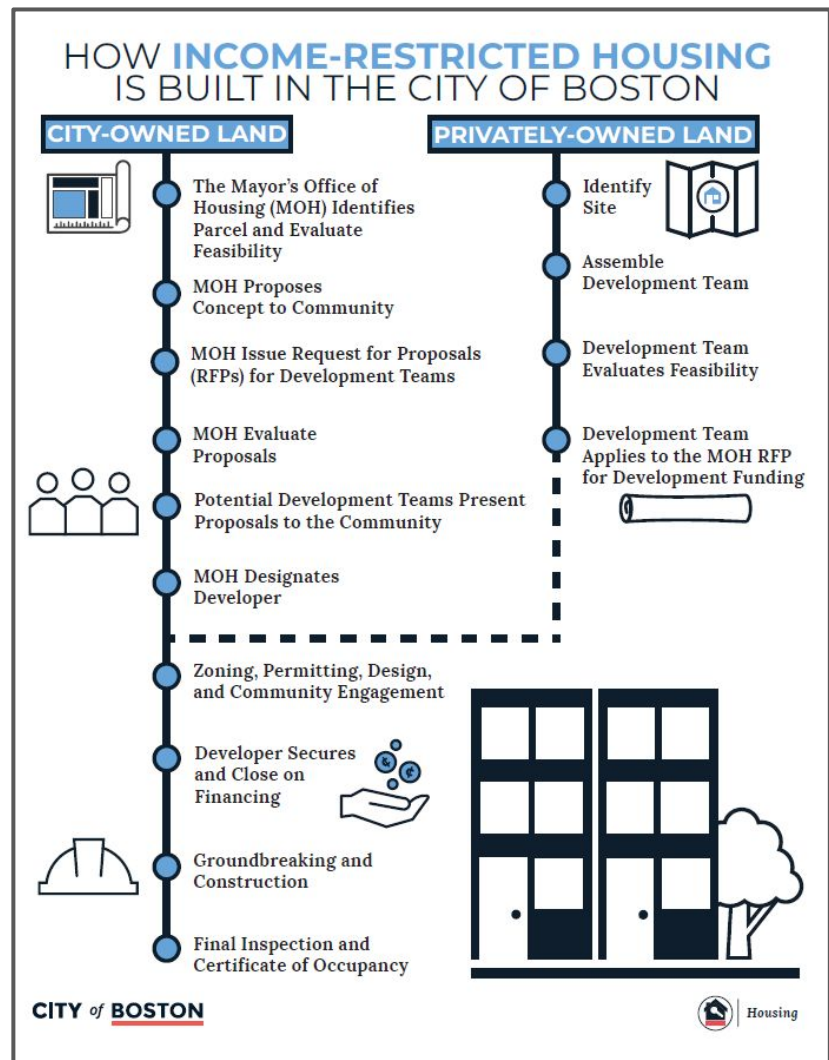 HOW INCOME-RESTRICTED HOUSING
IS BUILT IN THE CITY OF BOSTON
CITY-OWNED LAND
The Mayor's Office of
Housing (MOH) Identifies
Parcel and Evaluate
Feasibility
MOH Proposes
Concept to Community
MOH Issue Request for Proposals
(RFPs) for Development Teams
MOH Evaluate
Proposals
Potential Development Teams Present
Proposals to the Community
MOH Designates
Developer
PRIVATELY-OWNED LAND
Identify
Site
Assemble
Development Team
Development Team
Evaluates Feasibility
Development Team
Applies to the MOH RFP
for Development Funding
Zoning, Permitting, Design,
and Community Engagement
Developer Secures
and Close on
Financing
Groundbreaking and
Construction
Final Inspection and
Certificate of Occupancy
CITY of BOSTON
Housing